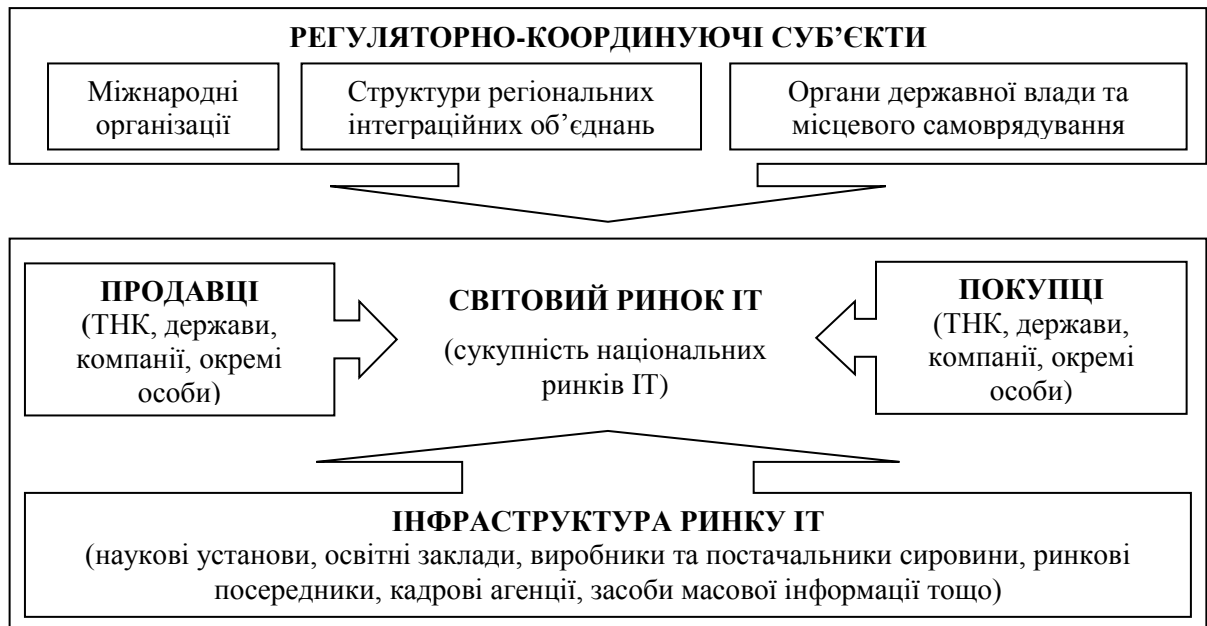 РЕГУЛЯТОРНО-КООРДИНУЮЧІ СУБ’ЄКТИ
Міжнародні
організації
Структури регіональних
інтеграційних об’єднань
Органи державної влади та
місцевого самоврядування
ПРОДАВЦІ
(ТНК, держави,
компанії, окремі
особи)
СВІТОВИЙ РИНОК ІТ
(сукупність національних
ринків ІТ)
ПОКУПЦІ
(ТНК, держави,
компанії, окремі
особи)
ІНФРАСТРУКТУРА РИНКУ ІТ
(наукові установи, освітні заклади, виробники та постачальники сировини, ринкові
посередники, кадрові агенції, засоби масової інформації тощо)